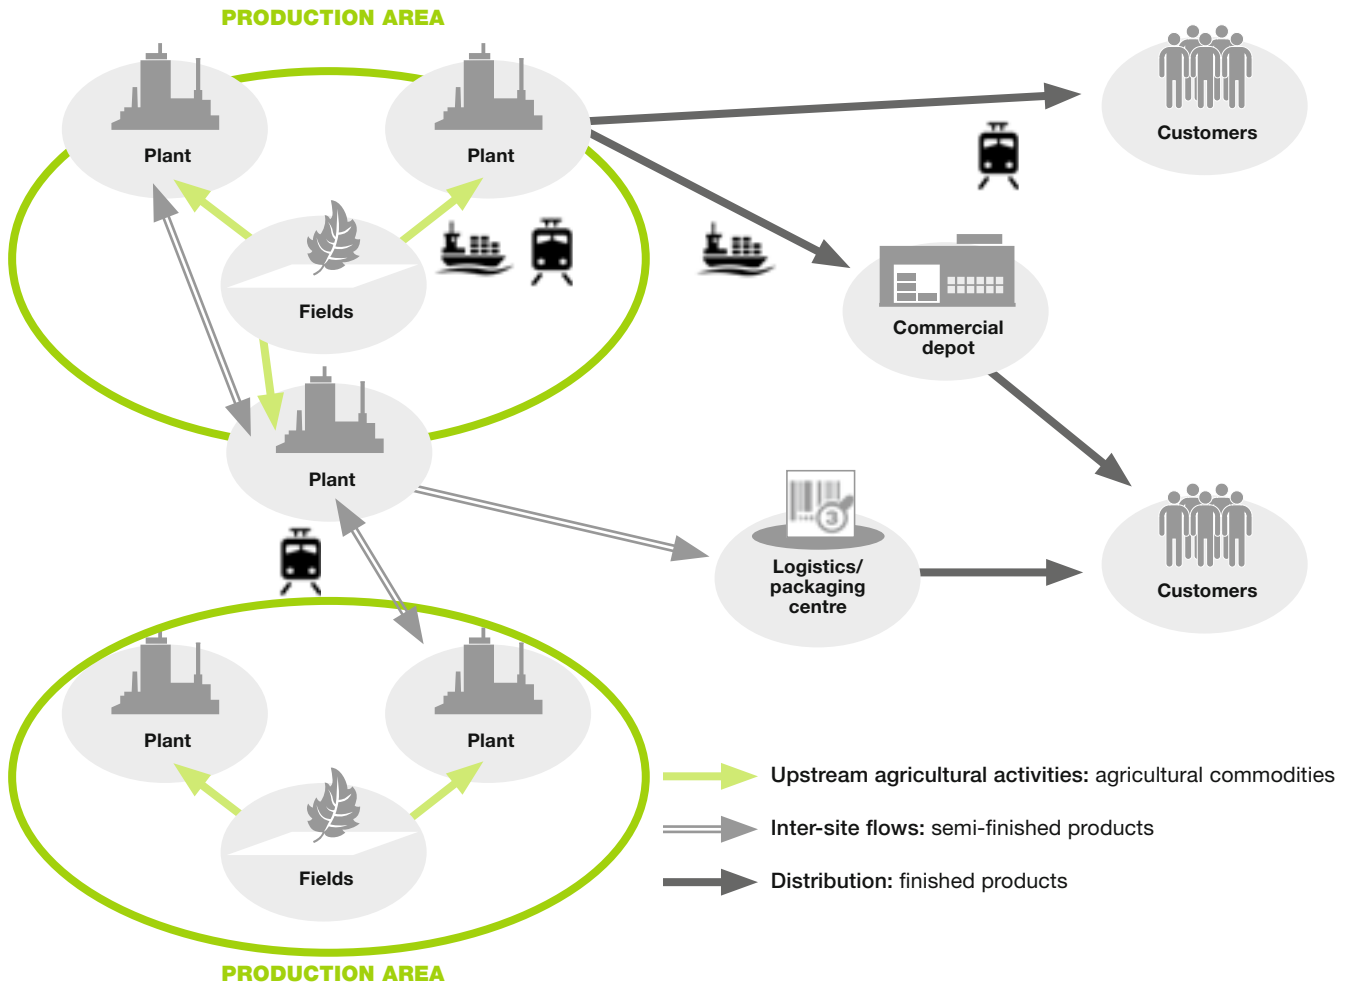 PRODUCTION AREA
Plant
Plant
Customers
Fields
Commercial
depot
Plant
3
Logistics/
packaging
centre
Customers
Plant
Plant
Fields
Upstream agricultural activities: agricultural commodities
Inter-site flows: semi-finished products
Distribution: finished products
PRODUCTION AREA